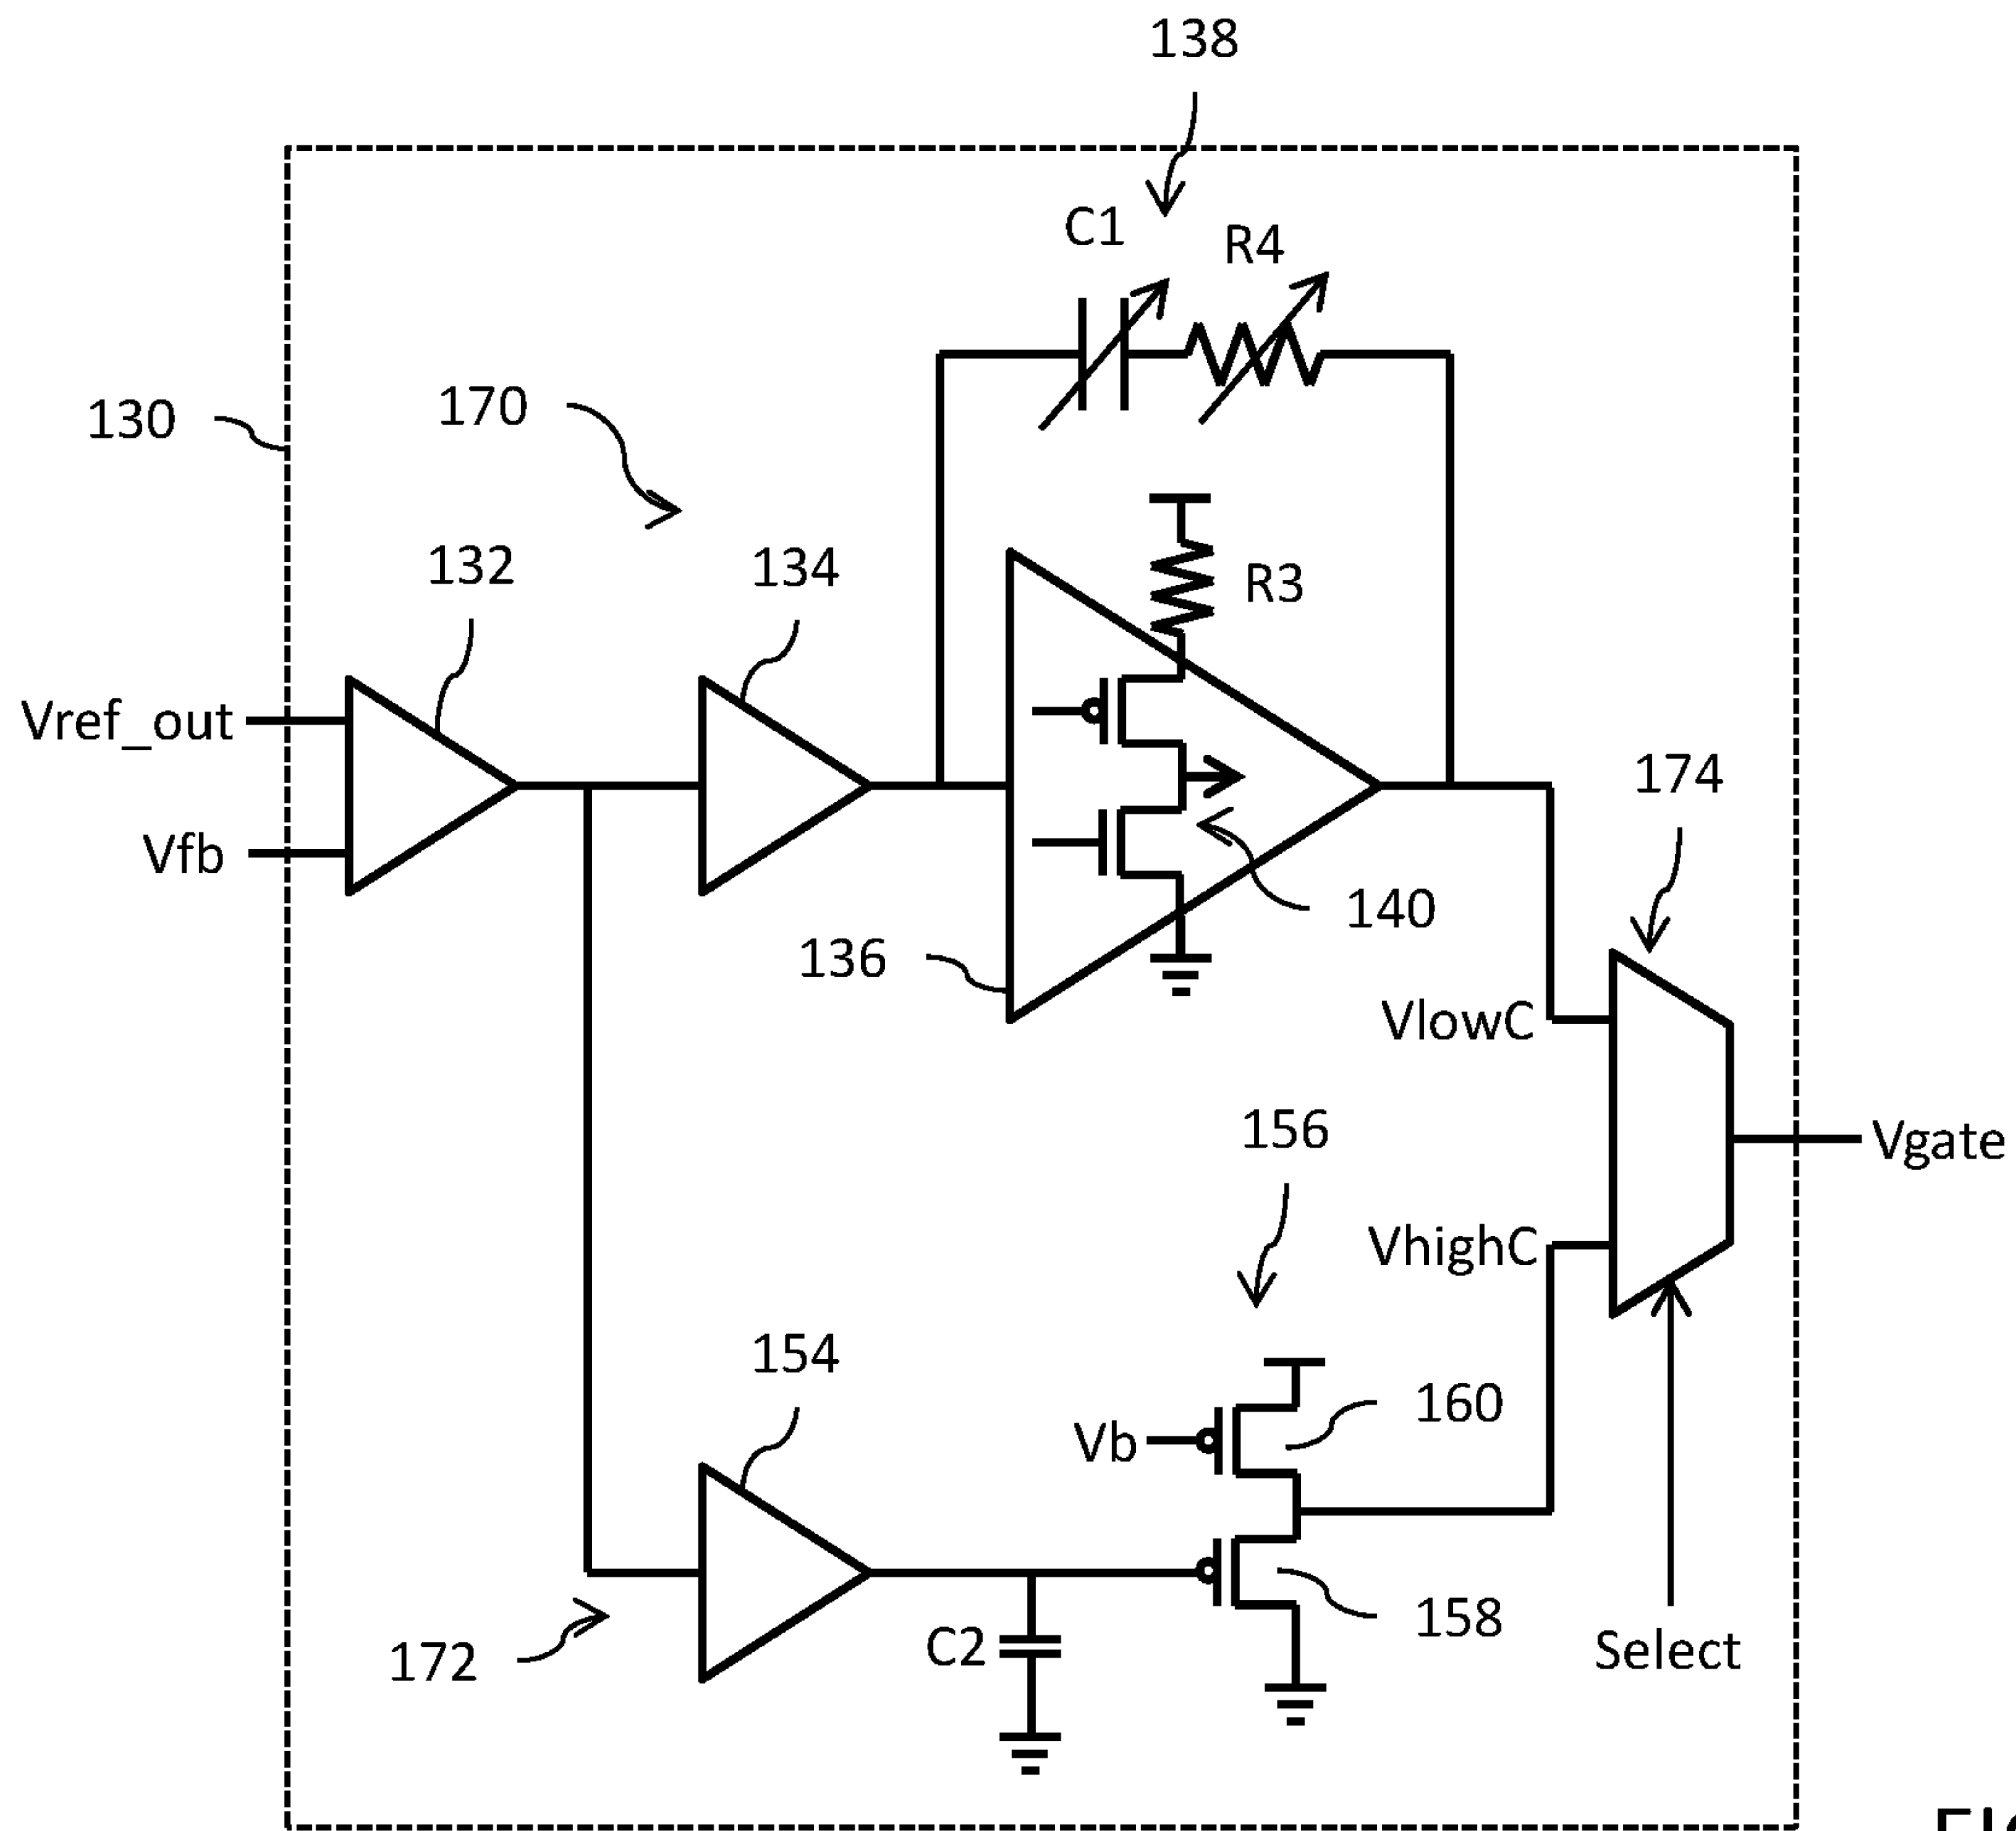 138
C1
R4
130
170
132
134
R3
Vref_out
Vfb
174
140
136
VlowC
156
Vgate
VhighC
154
160
Vb
158
C2
172
Select